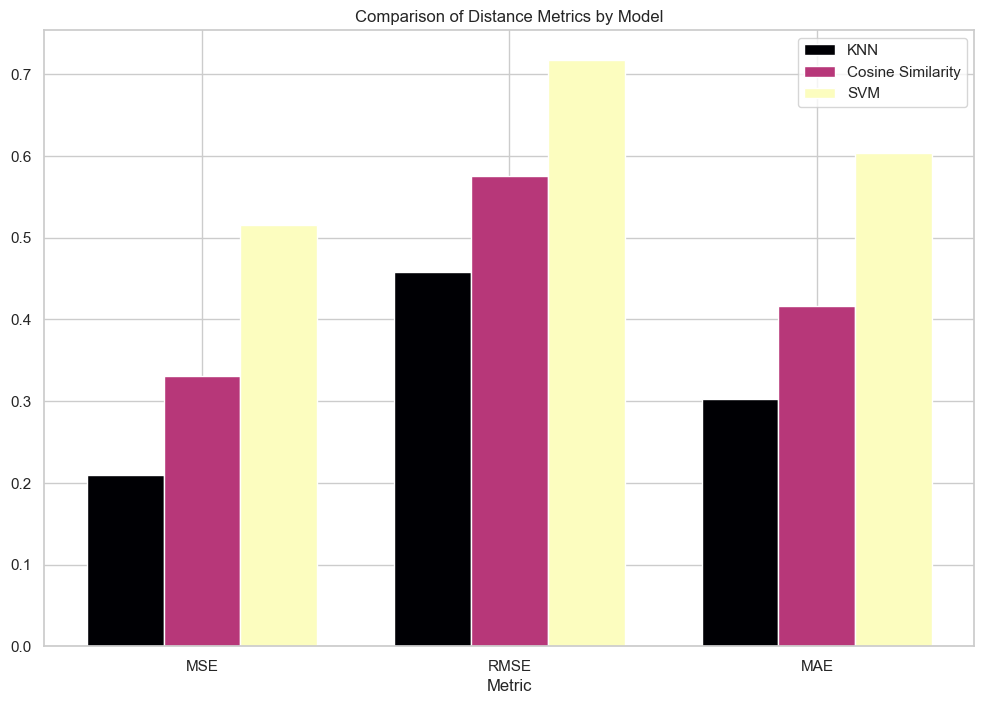 Comparison of Distance Metrics by Model
KNN
Cosine Similarity
SVM
0.7
0.6
0.5
0.4
0.3
0.2
0.1
0.0
MSE
RMSE
MAE
Metric